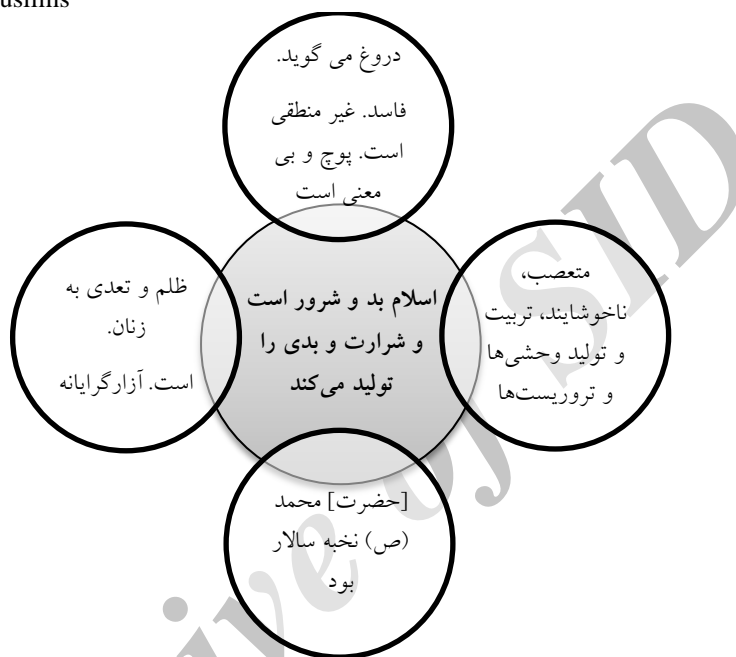 دروغ می گوید.
فاسد. غیر منطقی
است. پوچ و بی
معنی است
متعصب،
ناخوشایند، تربیت
و تولید وحشی‌ها
و تروریست‌ها
اسلام بد و شرور است
و شرارت و بدی را
تولید می‌کند
ظلم و تعدی به
زنان.
است. آزارگرایانه
[حضرت] محمد
(ص) نخبه سالار
بود